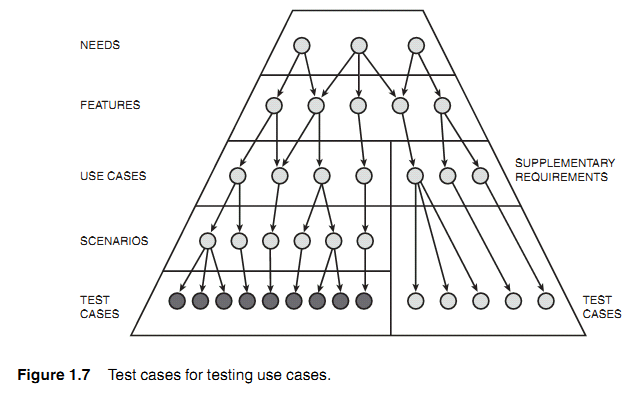 NEEDS
FEATURES
USE CASES
SUPPLEMENTARY
REQUIREMENTS
SCENARIOS
TEST
CASES
TEST
CASES
Figure 1.7 Test cases for testing use cases.